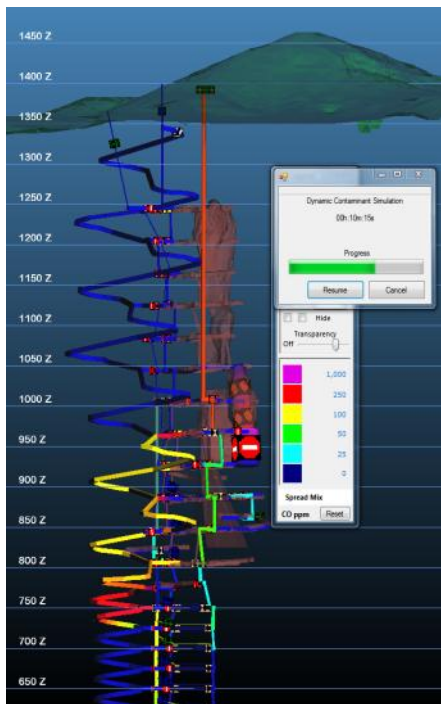 1450 Z
1400 Z
1350 Z
1300 Z
1250 Z
1200 Z
1150 Z
1100 Z
1050 Z
1000 Z
950 Z
900 Z
850 Z
800 Z
750 Z
700 Z
650 Z
Dynamic Contaminant Simulation
00h:10m:15s
Progress
Resume
Cancel
Hide
Transparency
Off
1,000
250
100
50
25
0
Spread Mix
CO ppm
Reset